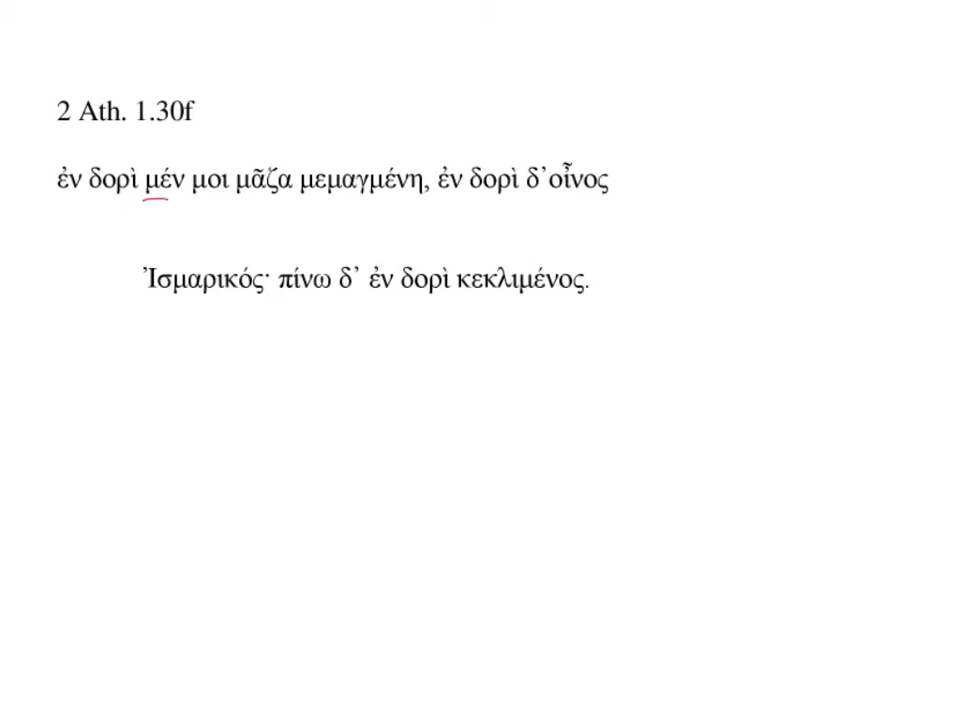 2 Ath. 1.30f
ἐν δορὶ μέν μοι μᾶζα μεμαγμένη, ἐν δορὶ δ᾽οἶνος
Ἰσμαρικός· πίνω δ᾽ ἐν δορὶ κεκλιμένος.